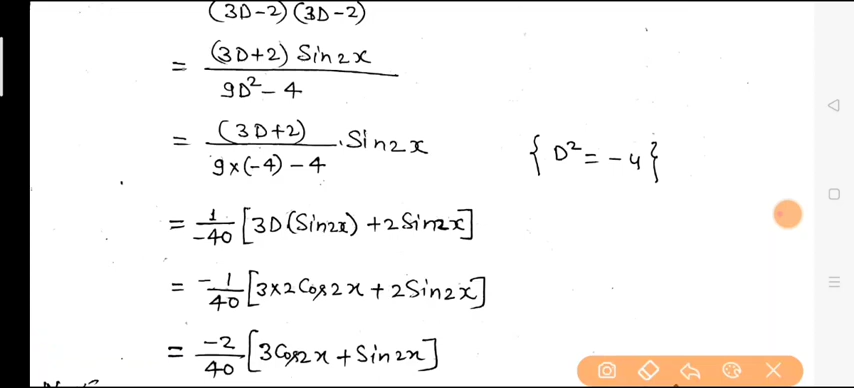 (3D-2)(3D-2)
= (3D+2) Sin2x / 9D² - 4
= (3D+2) / 9×(-4) - 4 . Sin2x { D² = -4 }
= 1/-40 [3D(Sin2x) + 2Sin2x]
= -1/40 [3×2Cos2x + 2Sin2x]
= -2/40 [3Cos2x + Sin2x]